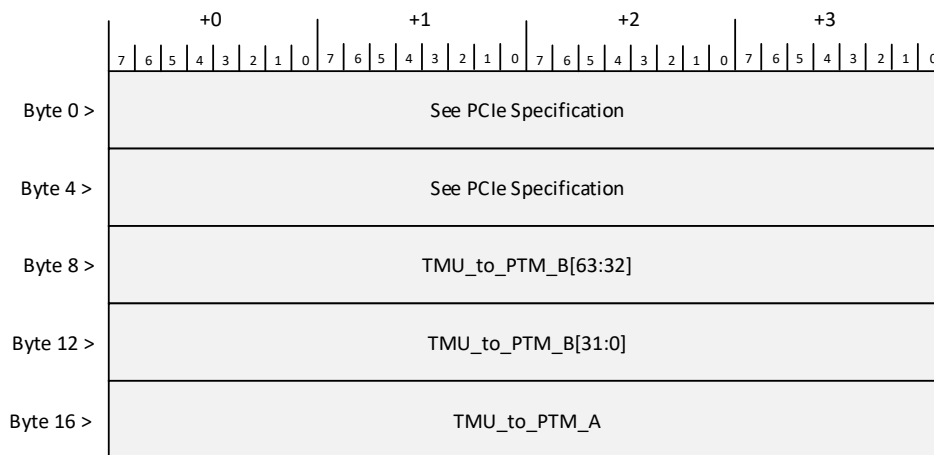 +0 +1 +2 +3
7 6 5 4 3 2 1 0 7 6 5 4 3 2 1 0 7 6 5 4 3 2 1 0 7 6 5 4 3 2 1 0
Byte 0 > See PCIe Specification
Byte 4 > See PCIe Specification
Byte 8 > TMU_to_PTM_B[63:32]
Byte 12 > TMU_to_PTM_B[31:0]
Byte 16 > TMU_to_PTM_A